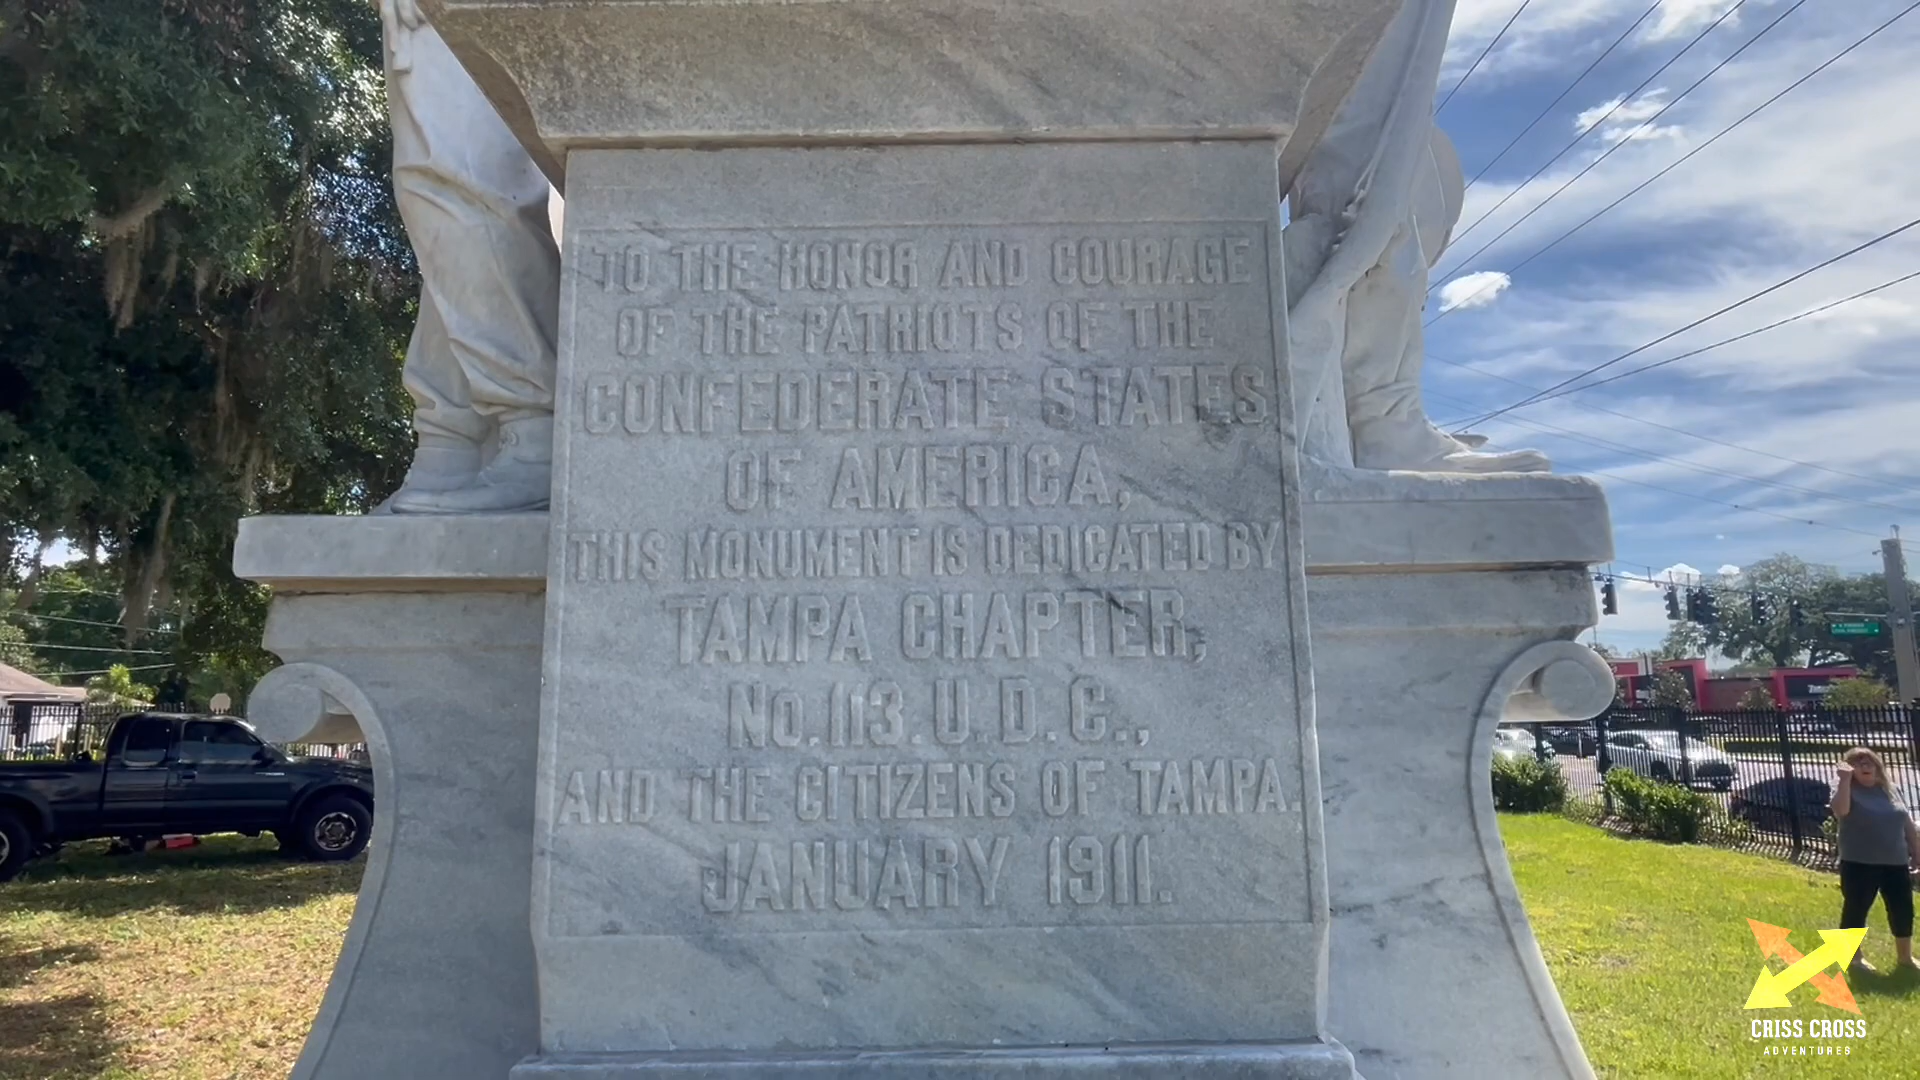 TO THE HONOR AND COURAGE
OF THE PATRIOTS OF THE
CONFEDERATE STATES
OF AMERICA,
THIS MONUMENT IS DEDICATED BY
TAMPA CHAPTER,
No. 113. U. D. C.,
AND THE CITIZENS OF TAMPA.
JANUARY 1911.
CRISS CROSS
ADVENTURES